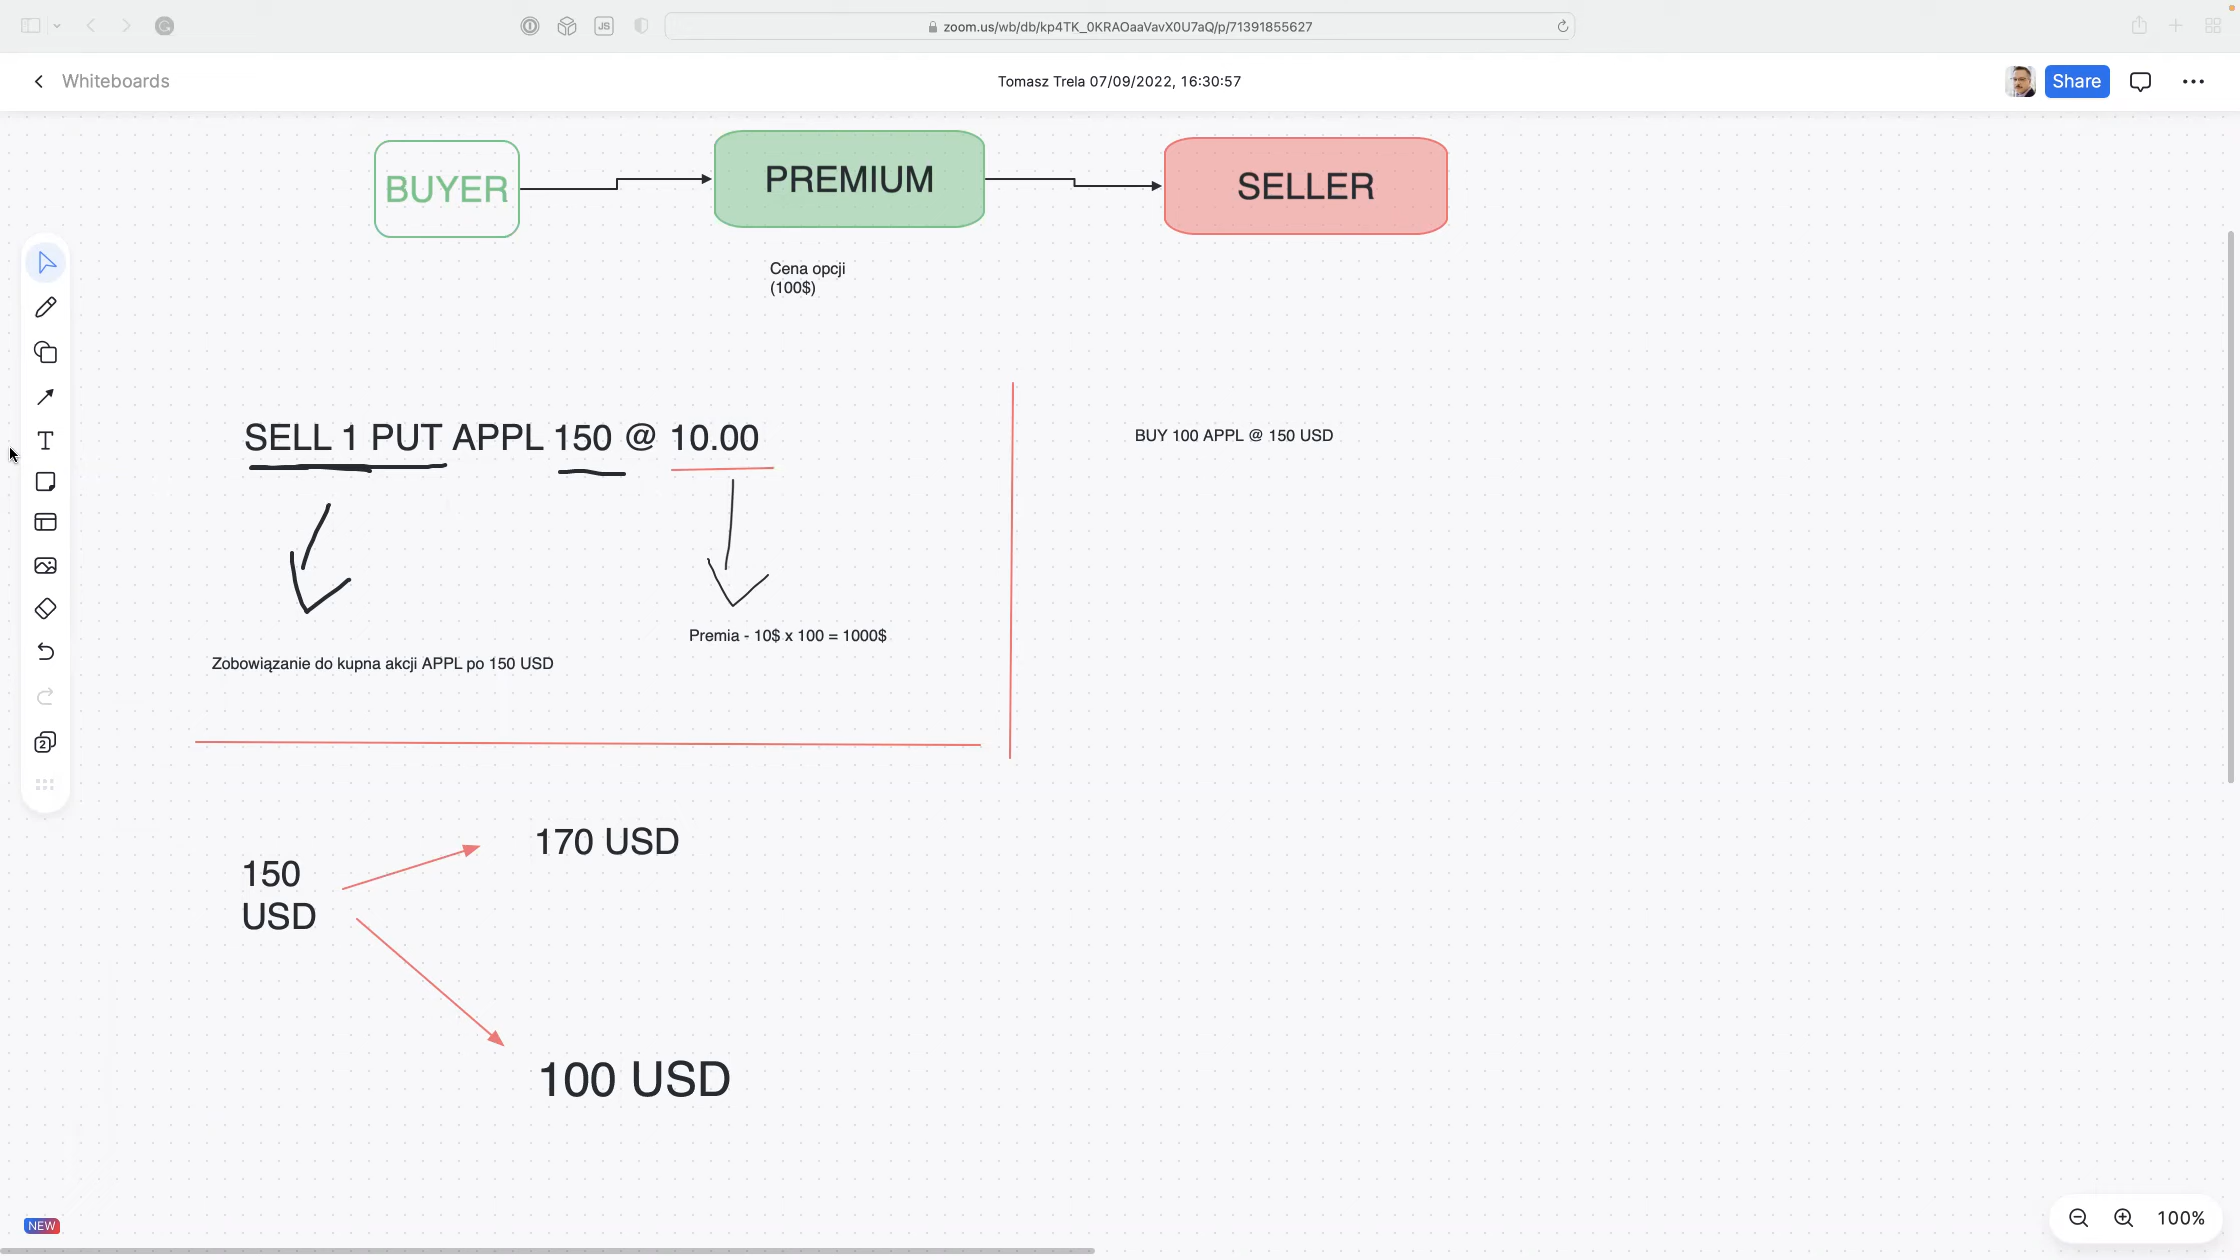 JS
zoom.us/wb/db/kp4TK_0KRAOaaVavX0U7aQ/p/71391855627
Whiteboards
Tomasz Trela 07/09/2022, 16:30:57
Share
BUYER
PREMIUM
SELLER
Cena opcji
(100$)
SELL 1 PUT APPL 150 @ 10.00
BUY 100 APPL @ 150 USD
Premia - 10$ x 100 = 1000$
Zobowiązanie do kupna akcji APPL po 150 USD
2
170 USD
150
USD
100 USD
NEW
100%